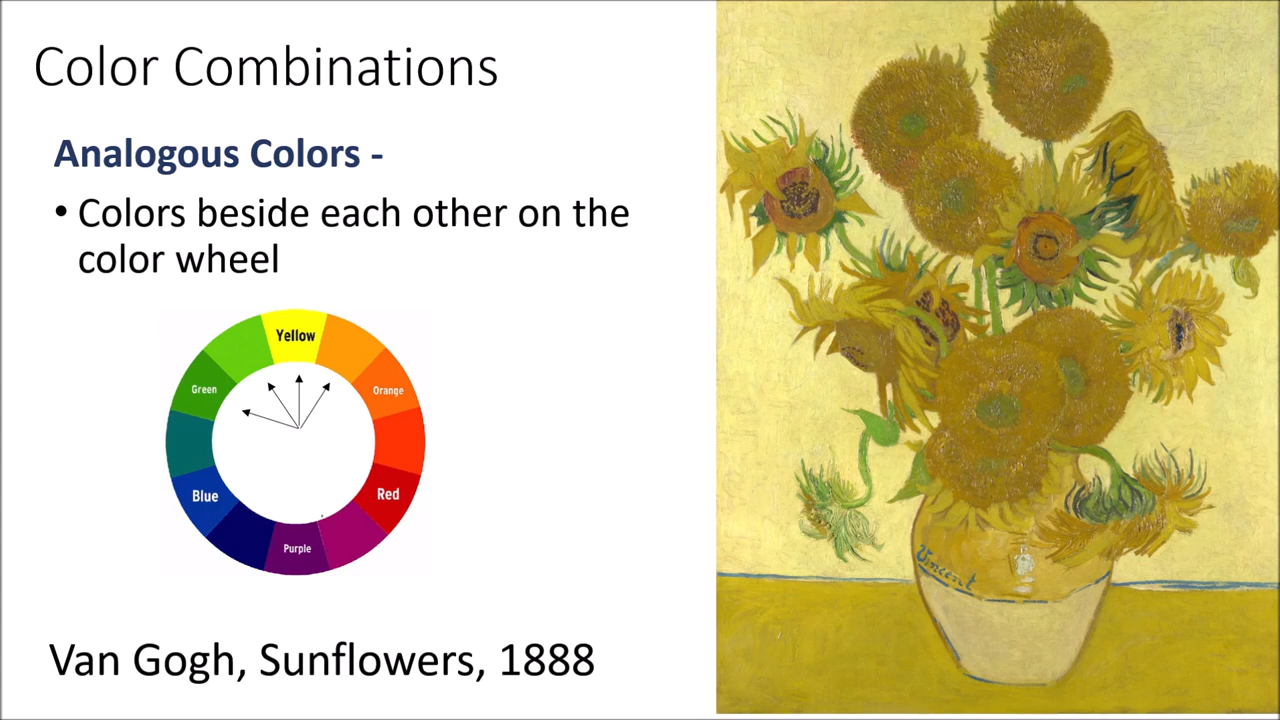 Color Combinations
Analogous Colors -
• Colors beside each other on the
color wheel
Yellow
Green
Orange
Blue
Red
Purple
Vincent
Van Gogh, Sunflowers, 1888